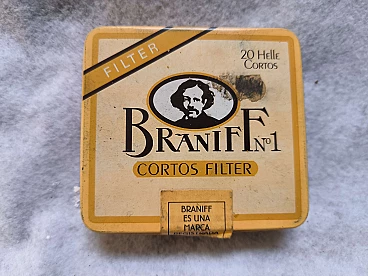 FILTER
20 Helle
CORTOS
BRANIFF Nº1
CORTOS FILTER
BRANIFF
ES UNA
MARCA